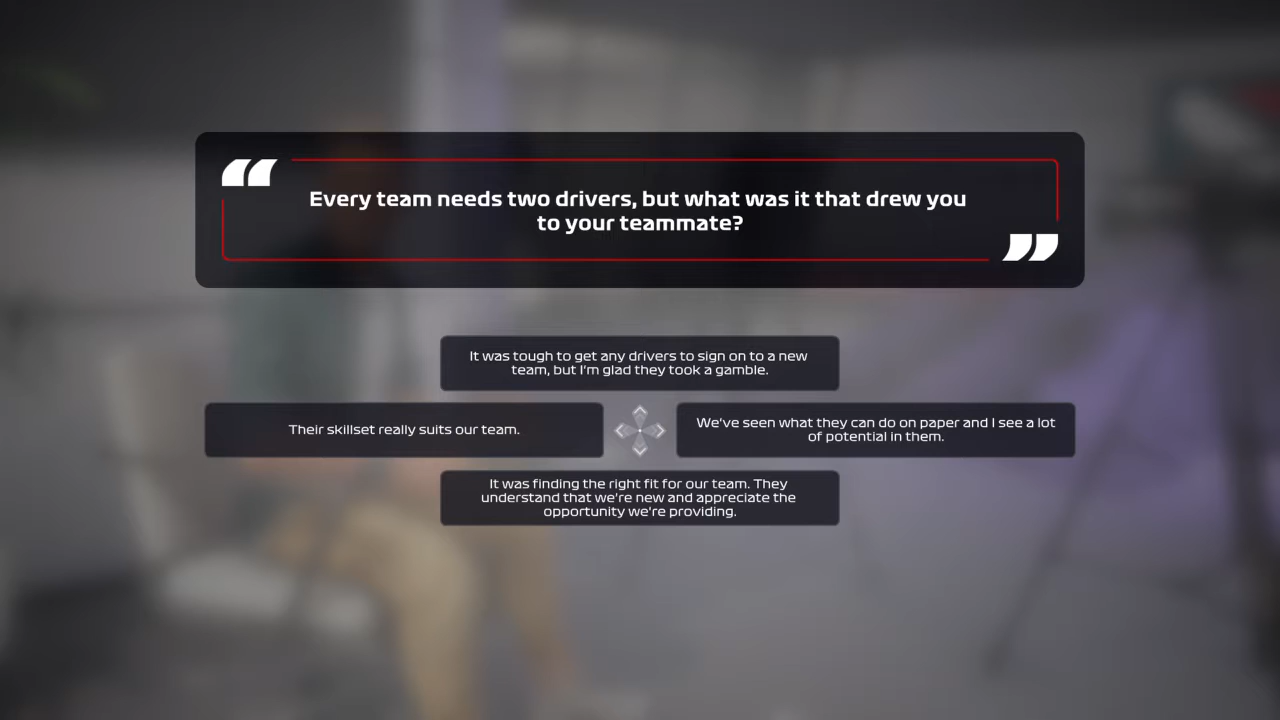 Every team needs two drivers, but what was it that drew you
to your teammate?
It was tough to get any drivers to sign on to a new
team, but I'm glad they took a gamble.
Their skillset really suits our team.
We've seen what they can do on paper and I see a lot
of potential in them.
It was finding the right fit for our team. They
understand that we're new and appreciate the
opportunity we're providing.